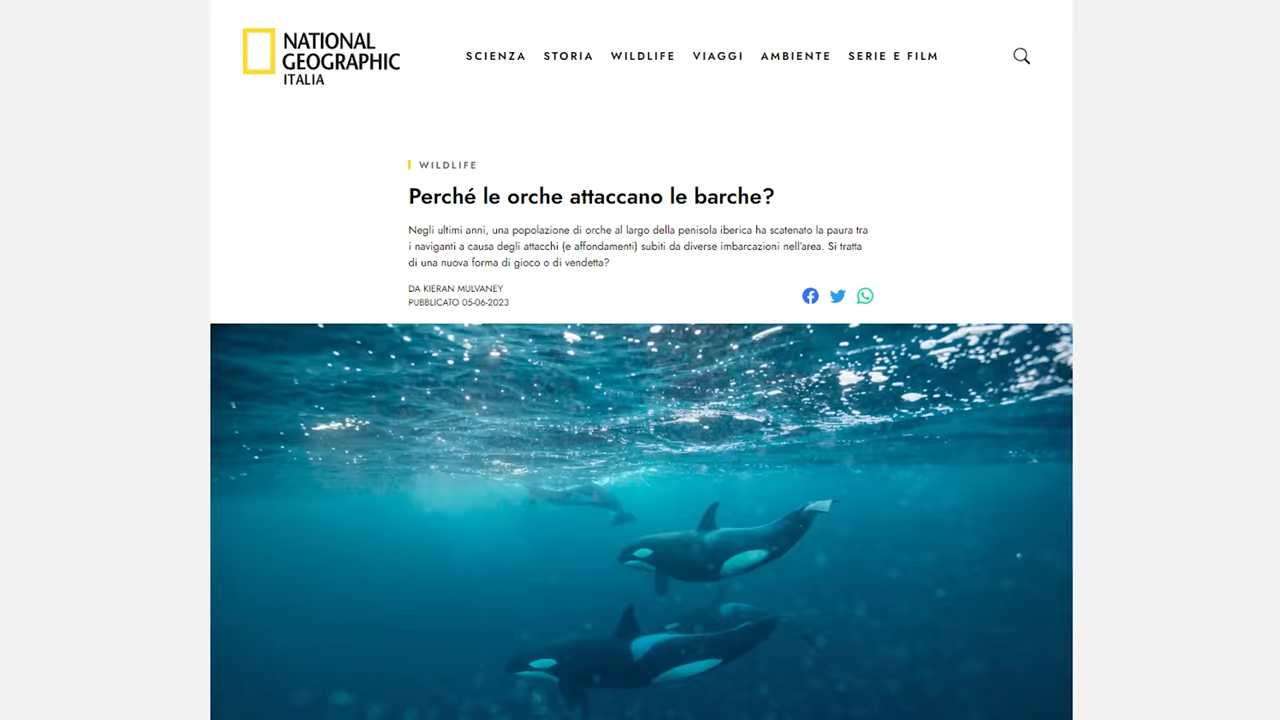 NATIONAL
GEOGRAPHIC
ITALIA
SCIENZA STORIA WILDLIFE VIAGGI AMBIENTE SERIE E FILM
WILDLIFE
Perché le orche attaccano le barche?
Negli ultimi anni, una popolazione di orche al largo della penisola iberica ha scatenato la paura tra
i naviganti a causa degli attacchi (e affondamenti) subiti da diverse imbarcazioni nell'area. Si tratta
di una nuova forma di gioco o di vendetta?
DA KIERAN MULVANEY
PUBBLICATO 05-06-2023